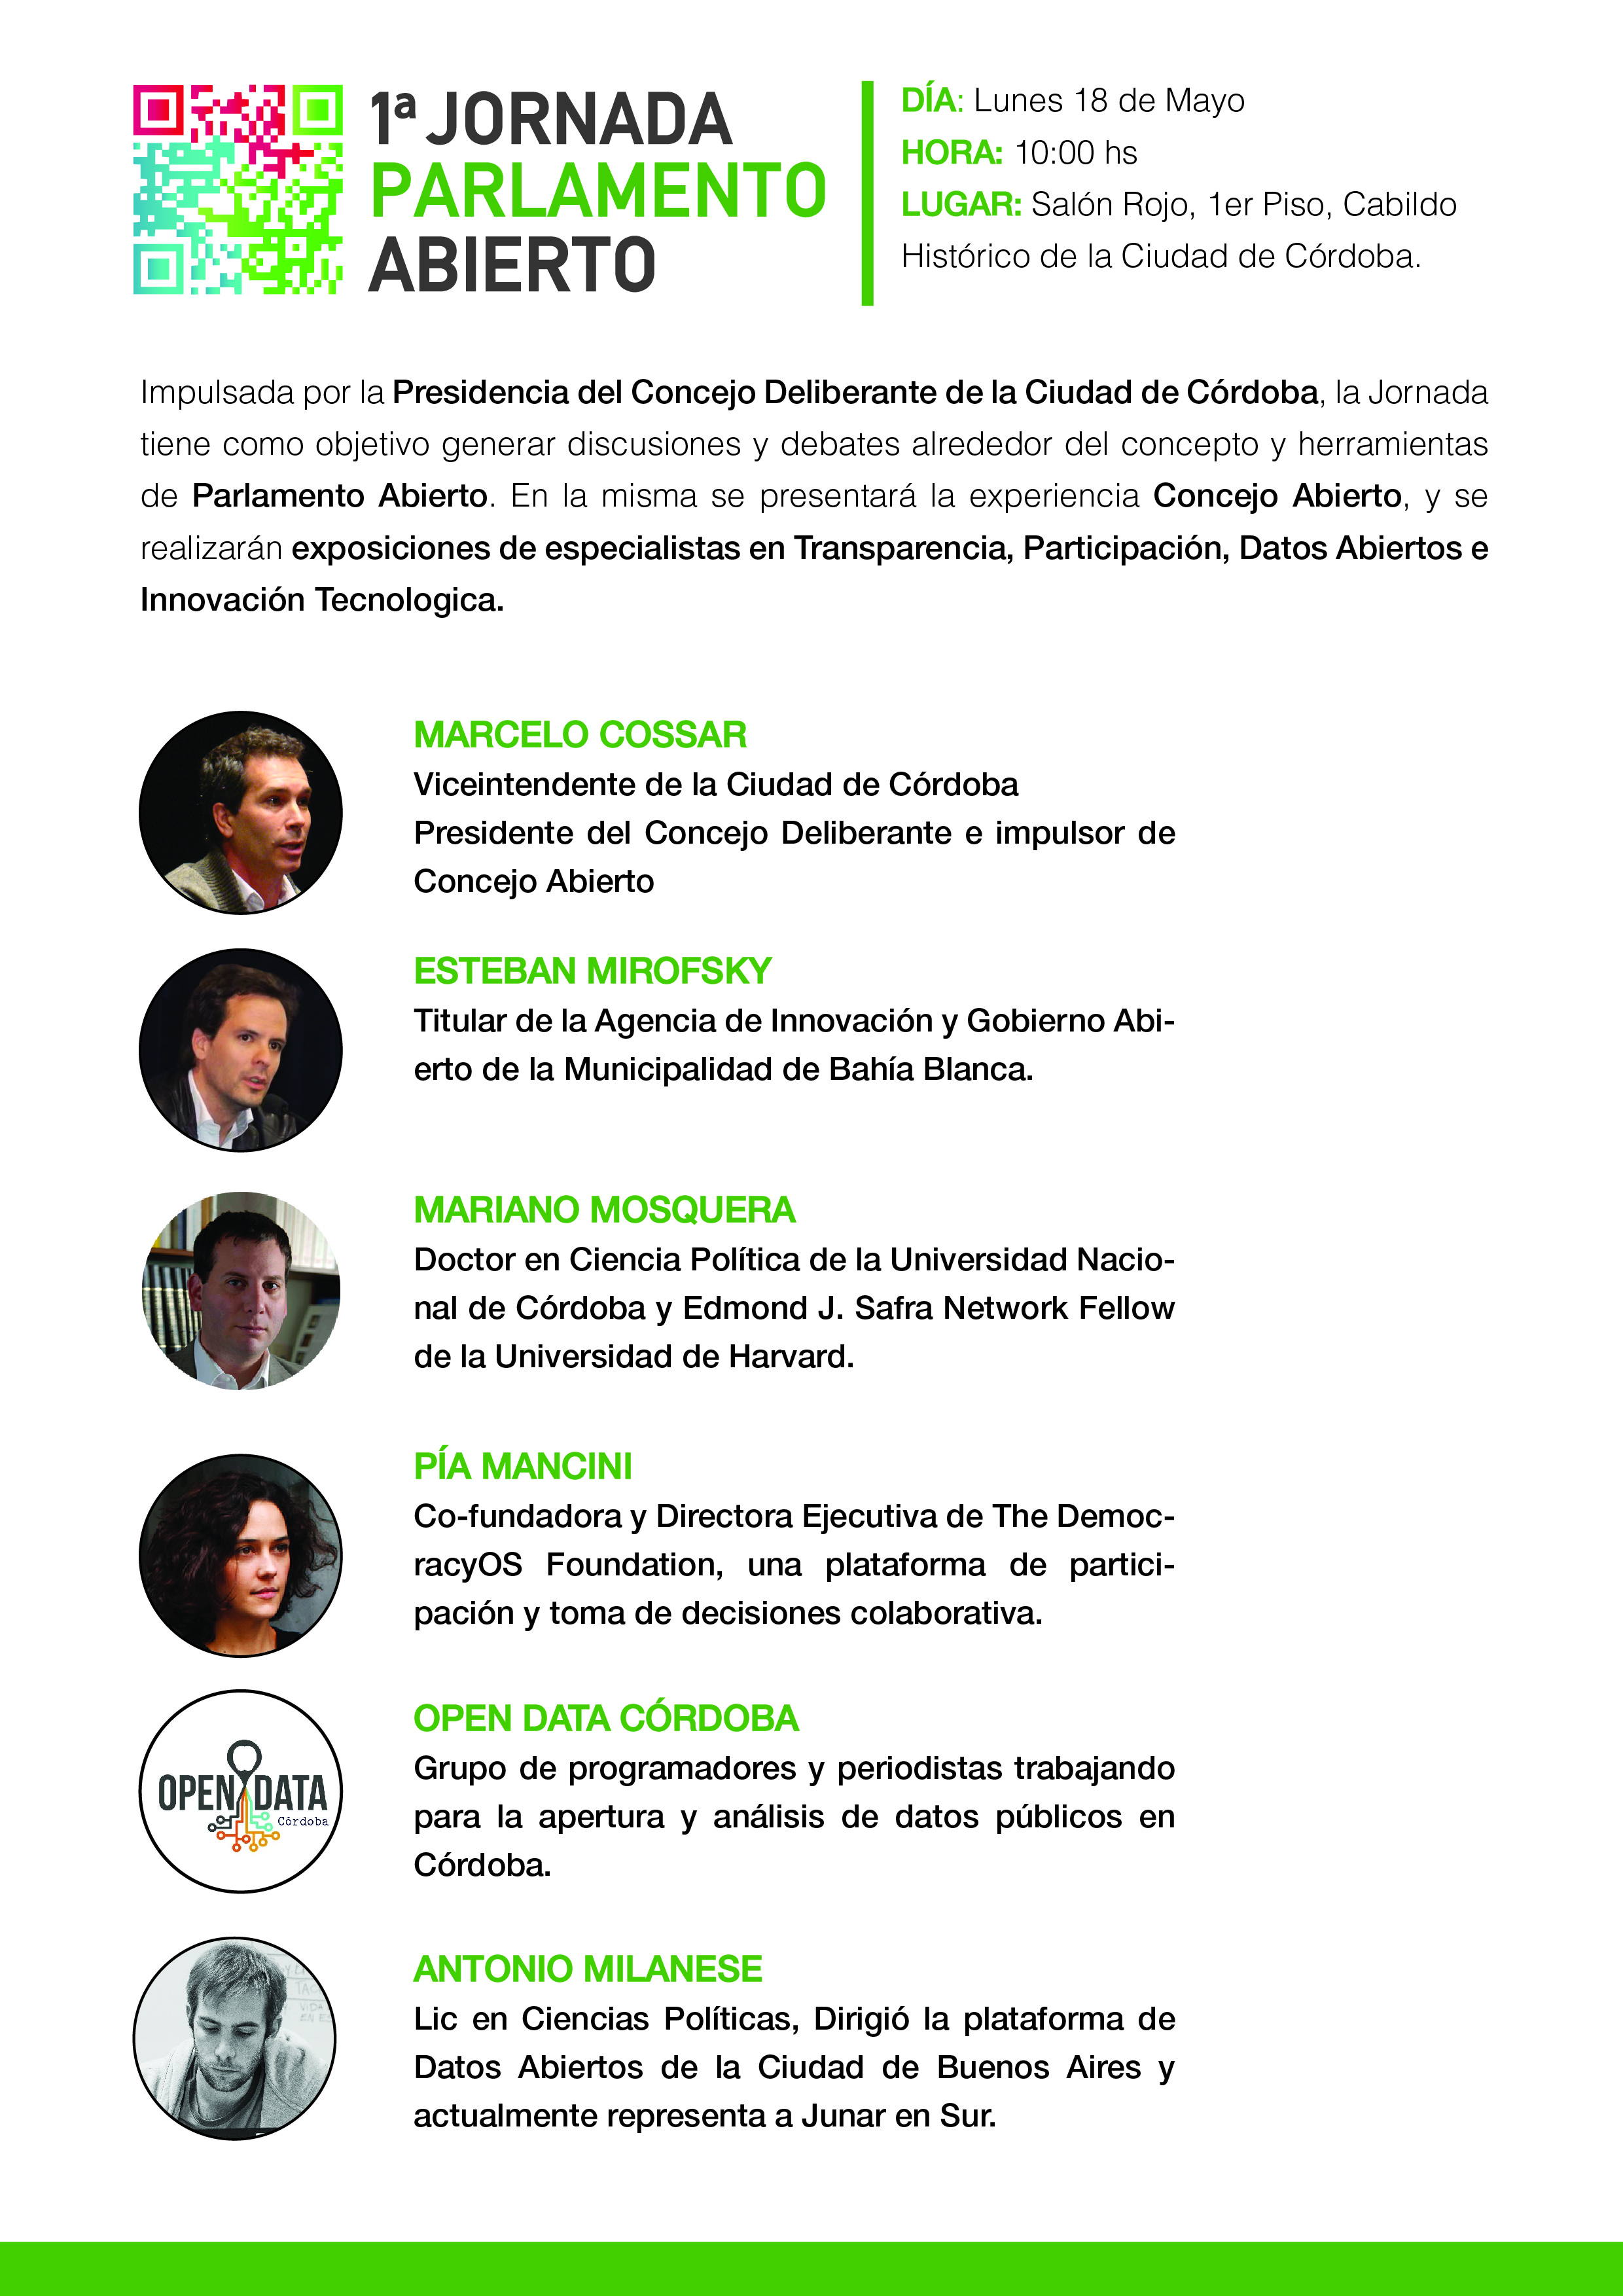 1ª JORNADA
PARLAMENTO
ABIERTO
DÍA: Lunes 18 de Mayo
HORA: 10:00 hs
LUGAR: Salón Rojo, 1er Piso, Cabildo
Histórico de la Ciudad de Córdoba.
Impulsada por la Presidencia del Concejo Deliberante de la Ciudad de Córdoba, la Jornada
tiene como objetivo generar discusiones y debates alrededor del concepto y herramientas
de Parlamento Abierto. En la misma se presentará la experiencia Concejo Abierto, y se
realizarán exposiciones de especialistas en Transparencia, Participación, Datos Abiertos e
Innovación Tecnologica.
MARCELO COSSAR
Viceintendente de la Ciudad de Córdoba
Presidente del Concejo Deliberante e impulsor de
Concejo Abierto
ESTEBAN MIROFSKY
Titular de la Agencia de Innovación y Gobierno Abi-
erto de la Municipalidad de Bahía Blanca.
MARIANO MOSQUERA
Doctor en Ciencia Política de la Universidad Nacio-
nal de Córdoba y Edmond J. Safra Network Fellow
de la Universidad de Harvard.
PÍA MANCINI
Co-fundadora y Directora Ejecutiva de The Democ-
racyOS Foundation, una plataforma de partici-
pación y toma de decisiones colaborativa.
OPEN DATA
Córdoba
OPEN DATA CÓRDOBA
Grupo de programadores y periodistas trabajando
para la apertura y análisis de datos públicos en
Córdoba.
ANTONIO MILANESE
Lic en Ciencias Políticas, Dirigió la plataforma de
Datos Abiertos de la Ciudad de Buenos Aires y
actualmente representa a Junar en Sur.